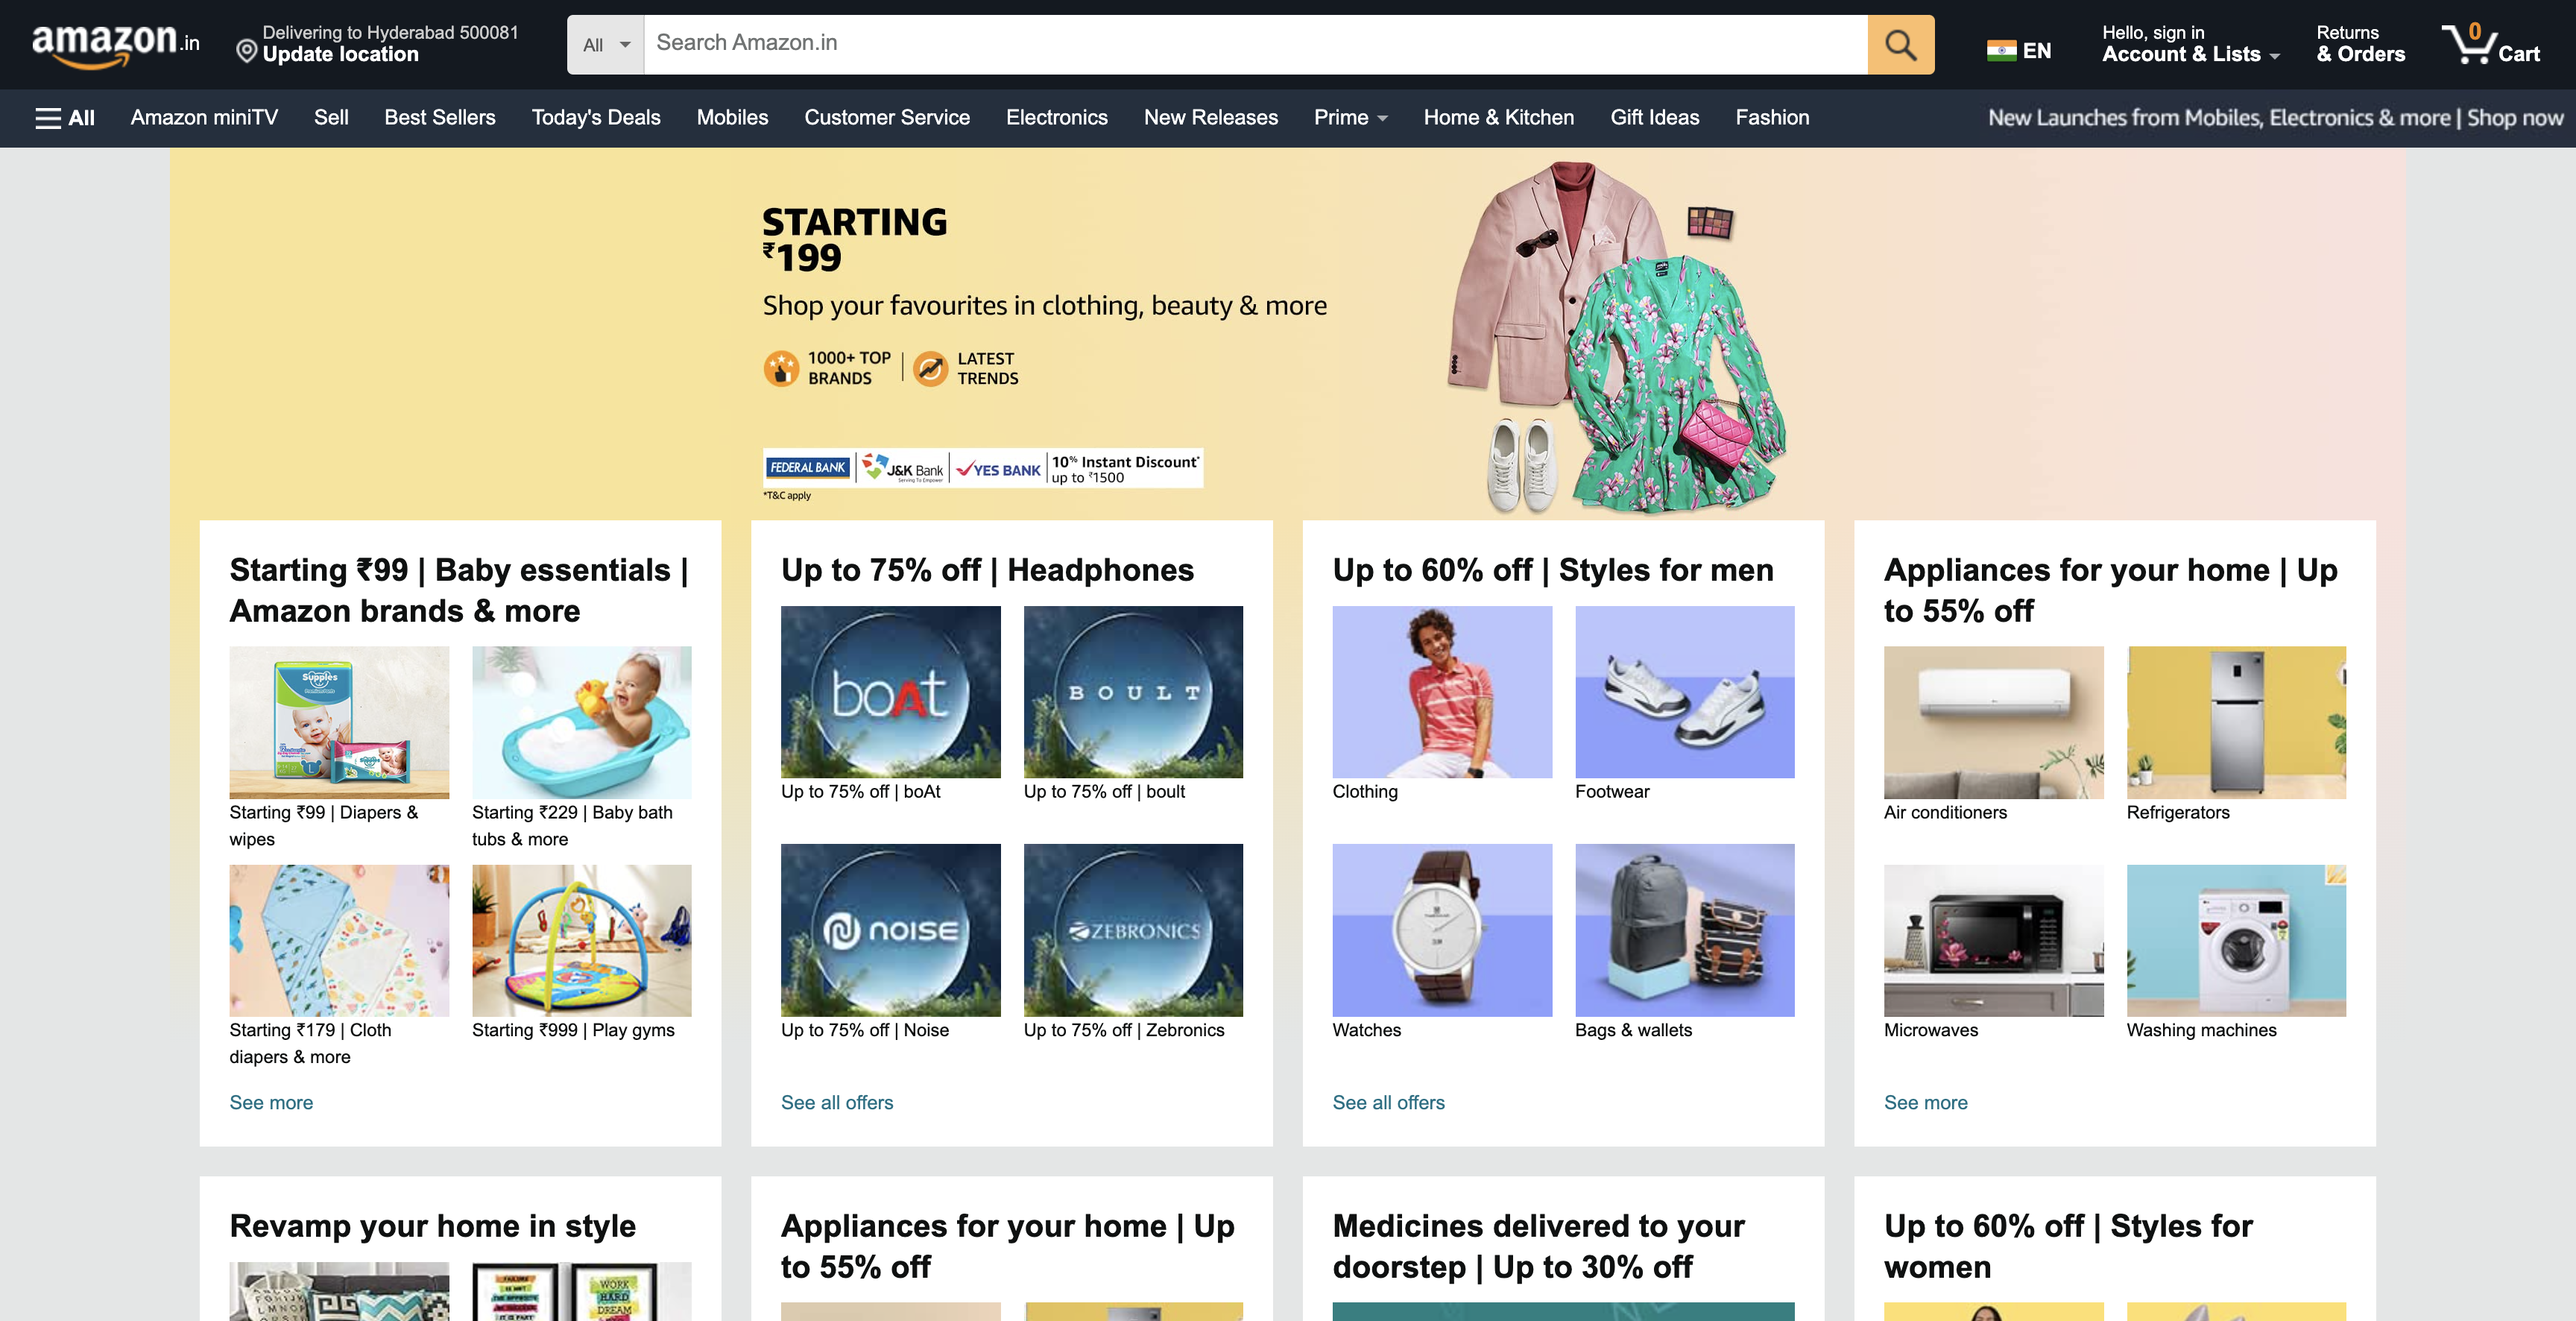 amazon.in
Delivering to Hyderabad 500081
Update location
All
Search Amazon.in
EN
Hello, sign in
Account & Lists
Returns
& Orders
0
Cart
All
Amazon miniTV
Sell
Best Sellers
Today's Deals
Mobiles
Customer Service
Electronics
New Releases
Prime
Home & Kitchen
Gift Ideas
Fashion
New Launches from Mobiles, Electronics & more | Shop now
STARTING
₹199
Shop your favourites in clothing, beauty & more
1000+ TOP
BRANDS
LATEST
TRENDS
FEDERAL BANK
J&K Bank
Serving To Empower
YES BANK
10% Instant Discount*
up to ₹1500
*T&C apply
Starting ₹99 | Baby essentials |
Amazon brands & more
Supples
Supples
Starting ₹99 | Diapers &
wipes
Starting ₹229 | Baby bath
tubs & more
Starting ₹179 | Cloth
diapers & more
Starting ₹999 | Play gyms
See more
Up to 75% off | Headphones
boAt
BOULT
Up to 75% off | boAt
Up to 75% off | boult
noise
ZEBRONICS
Up to 75% off | Noise
Up to 75% off | Zebronics
See all offers
Up to 60% off | Styles for men
Clothing
Footwear
Watches
Bags & wallets
See all offers
Appliances for your home | Up
to 55% off
Air conditioners
Refrigerators
Microwaves
Washing machines
See more
Revamp your home in style
FGHIJK
LMNOP
WORK
HARD
DREAM
Appliances for your home | Up
to 55% off
Medicines delivered to your
doorstep | Up to 30% off
Up to 60% off | Styles for
women